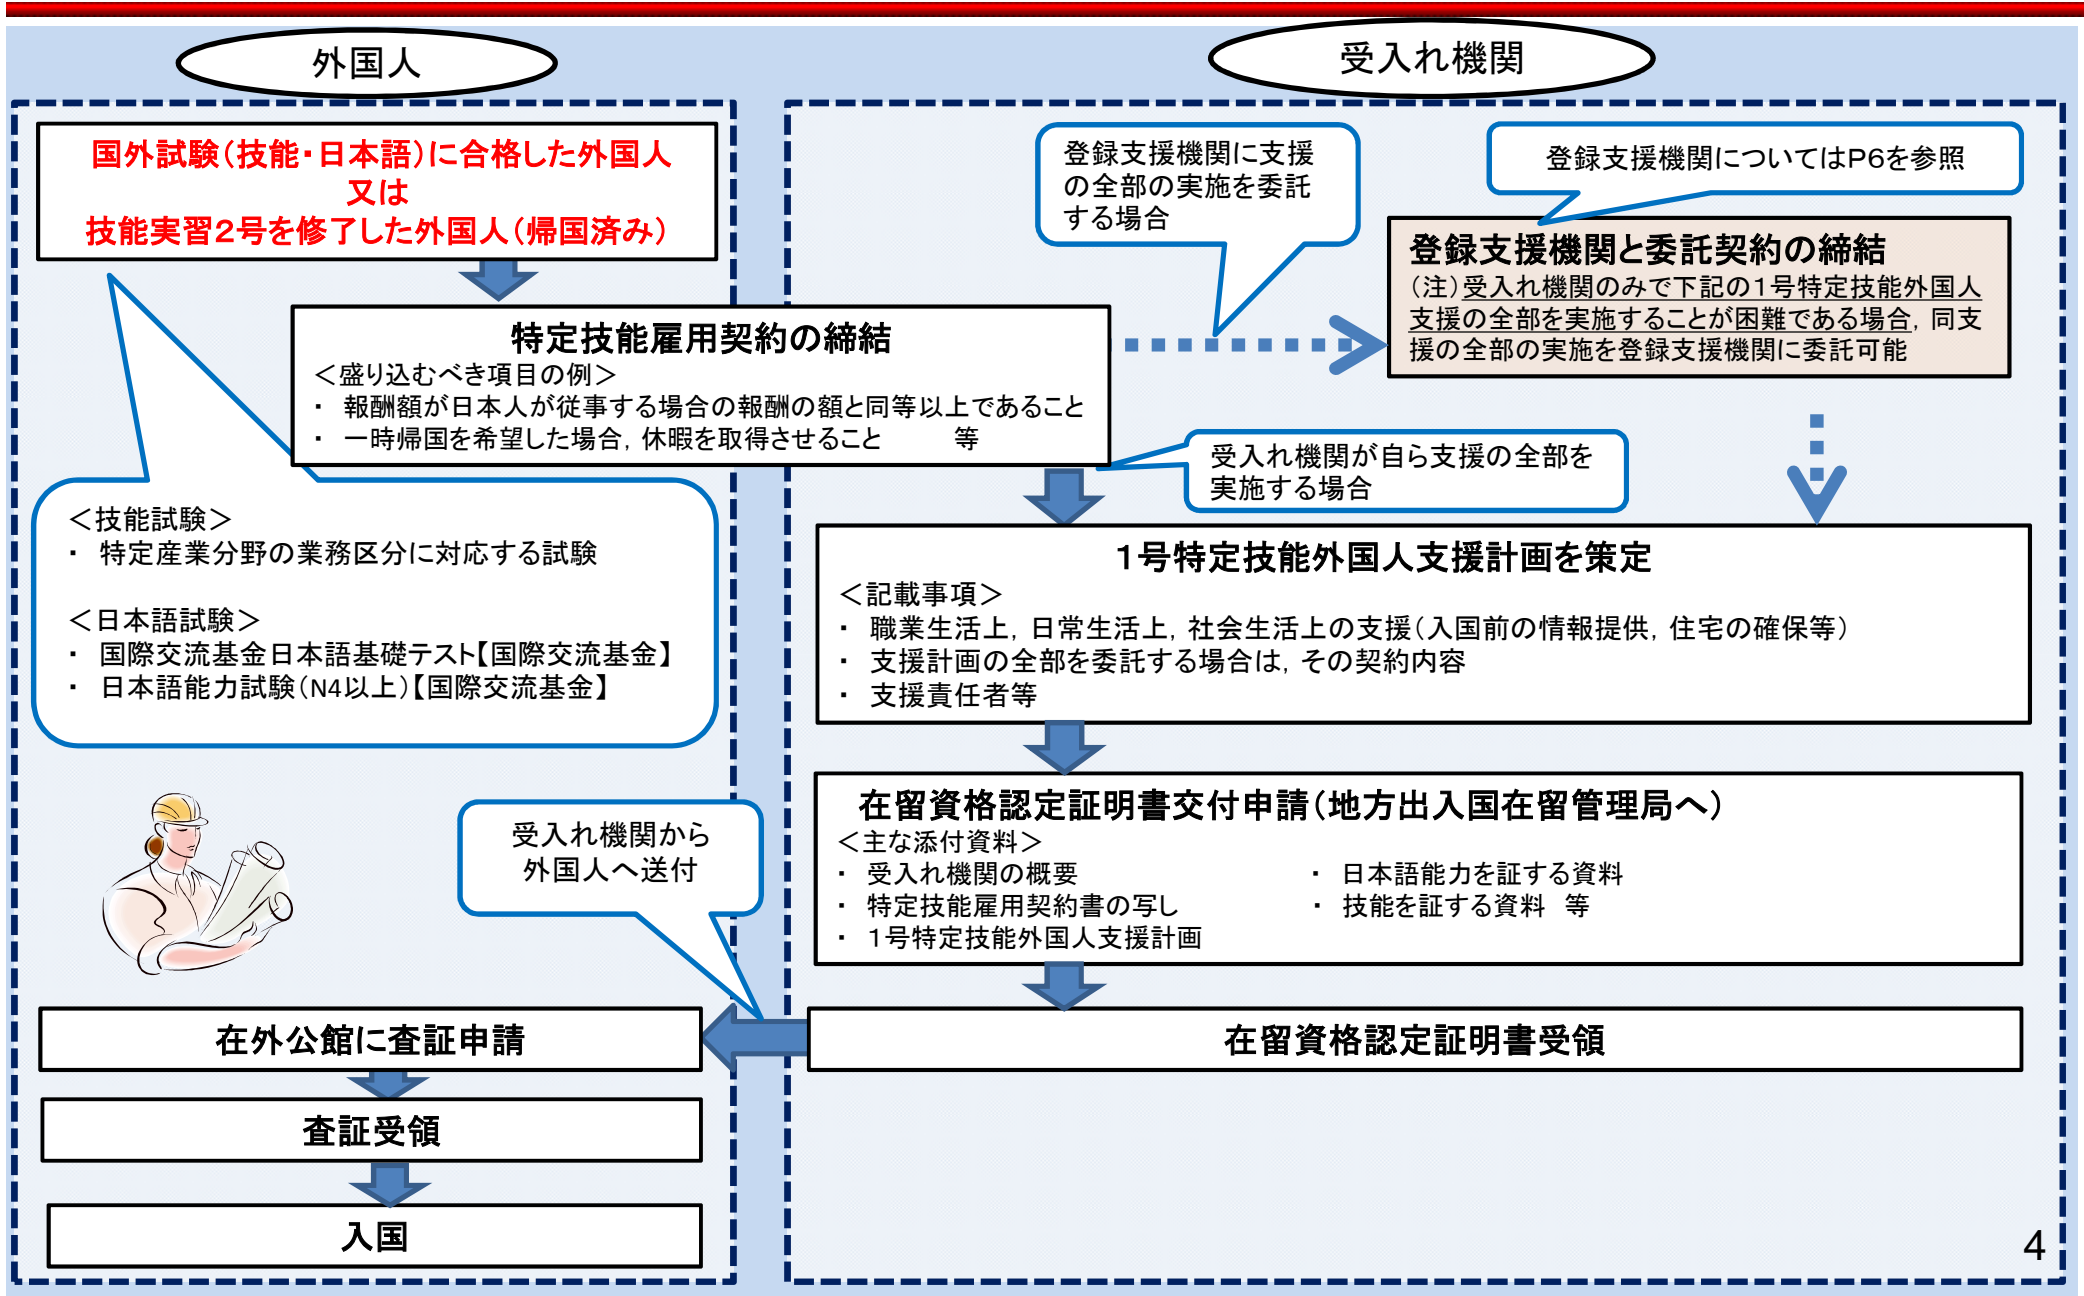 外国人
受入れ機関
国外試験（技能・日本語）に合格した外国人
又は
技能実習２号を修了した外国人（帰国済み）
登録支援機関に支援
の全部の実施を委託
する場合
登録支援機関についてはP6を参照
登録支援機関と委託契約の締結
（注）受入れ機関のみで下記の１号特定技能外国人
支援の全部を実施することが困難である場合，同支
援の全部の実施を登録支援機関に委託可能
特定技能雇用契約の締結
＜盛り込むべき項目の例＞
・ 報酬額が日本人が従事する場合の報酬の額と同等以上であること
・ 一時帰国を希望した場合，休暇を取得させること　　等
受入れ機関が自ら支援の全部を
実施する場合
＜技能試験＞
・ 特定産業分野の業務区分に対応する試験
＜日本語試験＞
・ 国際交流基金日本語基礎テスト【国際交流基金】
・ 日本語能力試験（N4以上）【国際交流基金】
１号特定技能外国人支援計画を策定
＜記載事項＞
・ 職業生活上，日常生活上，社会生活上の支援（入国前の情報提供，住宅の確保等）
・ 支援計画の全部を委託する場合は，その契約内容
・ 支援責任者等
在留資格認定証明書交付申請（地方出入国在留管理局へ）
＜主な添付資料＞
・ 受入れ機関の概要
・ 特定技能雇用契約書の写し
・ １号特定技能外国人支援計画
・ 日本語能力を証する資料
・ 技能を証する資料　等
受入れ機関から
外国人へ送付
在留資格認定証明書受領
在外公館に査証申請
査証受領
入国
4